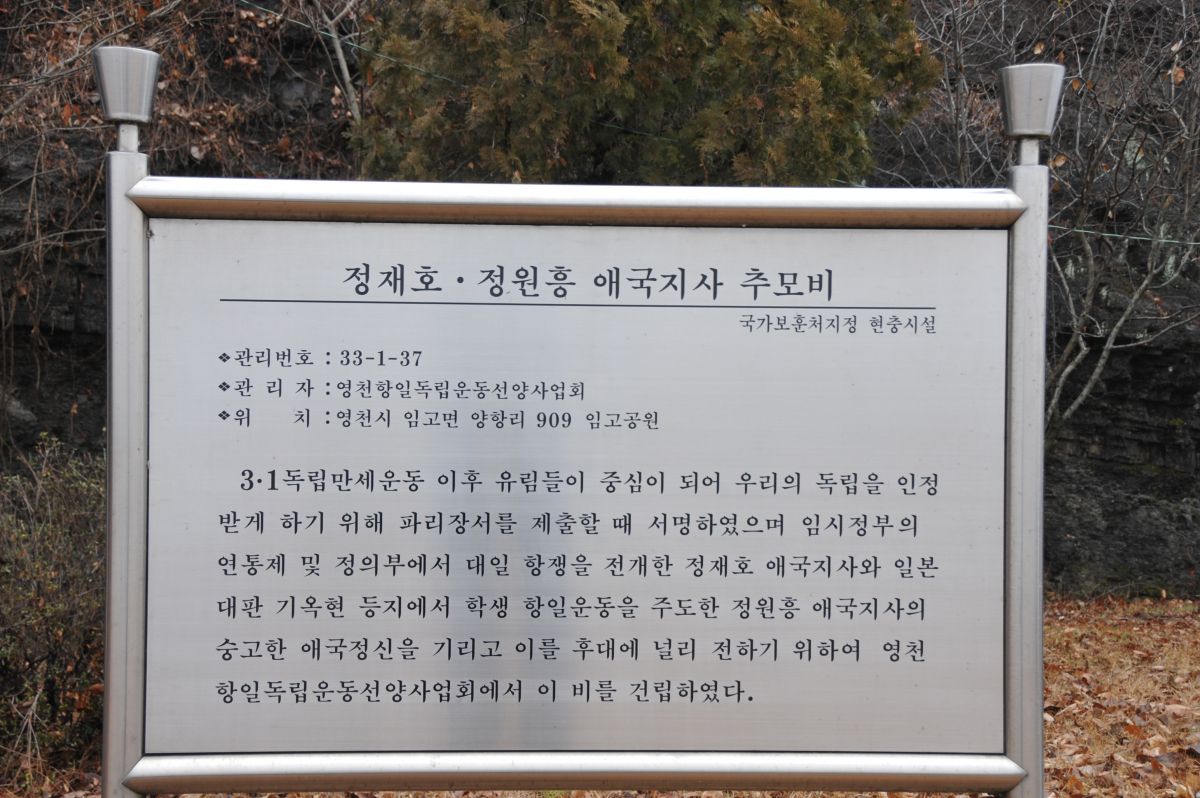 정재호・정원흥 애국지사 추모비
국가보훈처지정 현충시설
❖관리번호 : 33-1-37
❖관 리 자 : 영천항일독립운동선양사업회
❖위 치 : 영천시 임고면 양항리 909 임고공원
3·1독립만세운동 이후 유림들이 중심이 되어 우리의 독립을 인정
받게 하기 위해 파리장서를 제출할 때 서명하였으며 임시정부의
연통제 및 정의부에서 대일 항쟁을 전개한 정재호 애국지사와 일본
대판 기옥현 등지에서 학생 항일운동을 주도한 정원흥 애국지사의
숭고한 애국정신을 기리고 이를 후대에 널리 전하기 위하여 영천
항일독립운동선양사업회에서 이 비를 건립하였다.